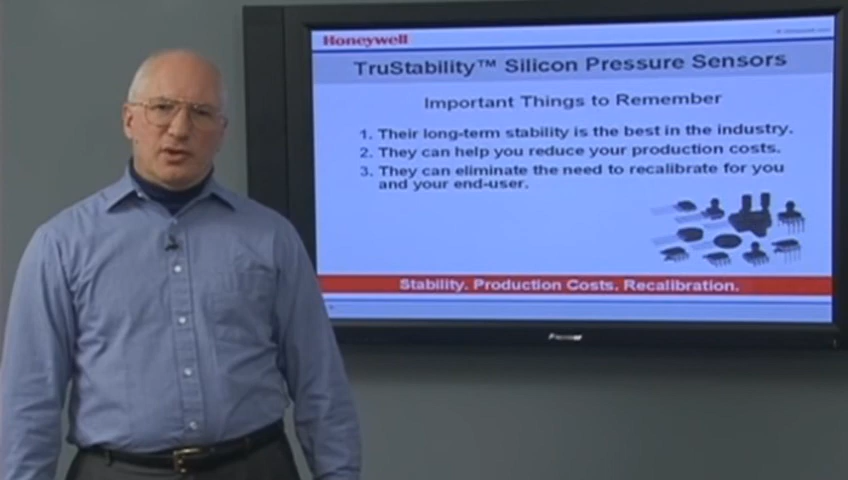 Honeywell
TruStability™ Silicon Pressure Sensors
Important Things to Remember
1. Their long-term stability is the best in the industry.
2. They can help you reduce your production costs.
3. They can eliminate the need to recalibrate for you
and your end-user.
Stability. Production Costs. Recalibration.